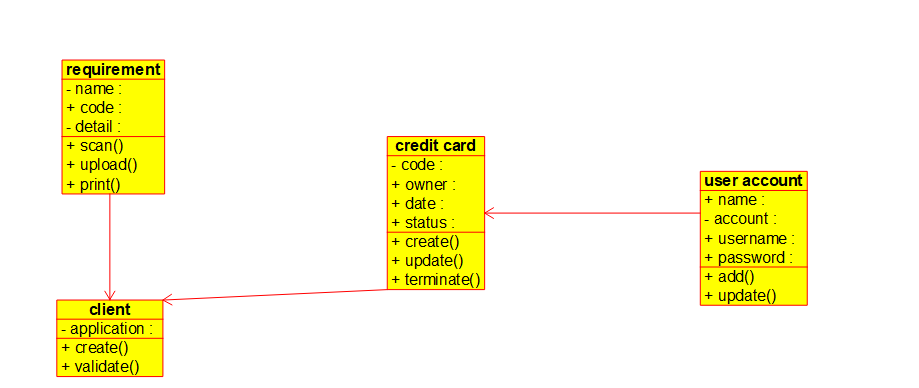 requirement
- name :
+ code :
- detail :
+ scan()
+ upload()
+ print()
credit card
- code :
+ owner :
+ date :
+ status :
+ create()
+ update()
+ terminate()
user account
+ name :
- account :
+ username :
+ password :
+ add()
+ update()
client
- application :
+ create()
+ validate()